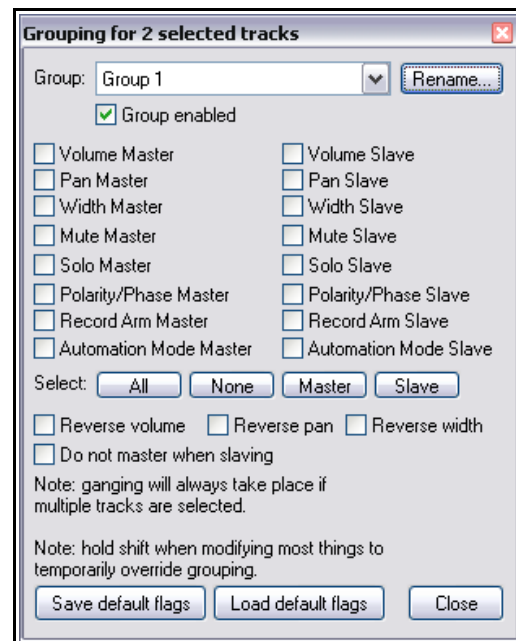 Grouping for 2 selected tracks
Group: Group 1 Rename...
Group enabled
Volume Master Volume Slave
Pan Master Pan Slave
Width Master Width Slave
Mute Master Mute Slave
Solo Master Solo Slave
Polarity/Phase Master Polarity/Phase Slave
Record Arm Master Record Arm Slave
Automation Mode Master Automation Mode Slave
Select: All None Master Slave
Reverse volume Reverse pan Reverse width
Do not master when slaving
Note: ganging will always take place if
multiple tracks are selected.
Note: hold shift when modifying most things to
temporarily override grouping.
Save default flags Load default flags Close